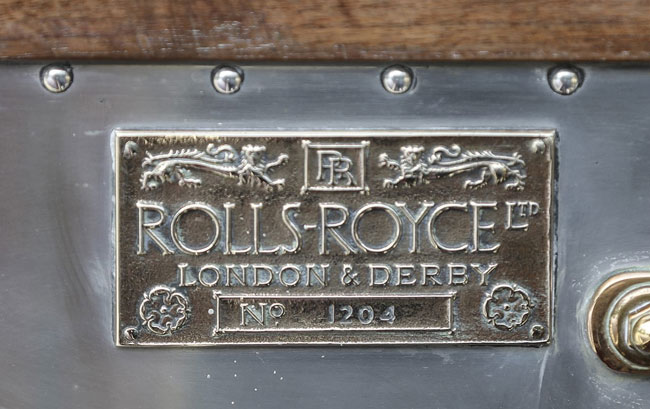 RR
ROLLS-ROYCE LTD
LONDON & DERBY
No 1204